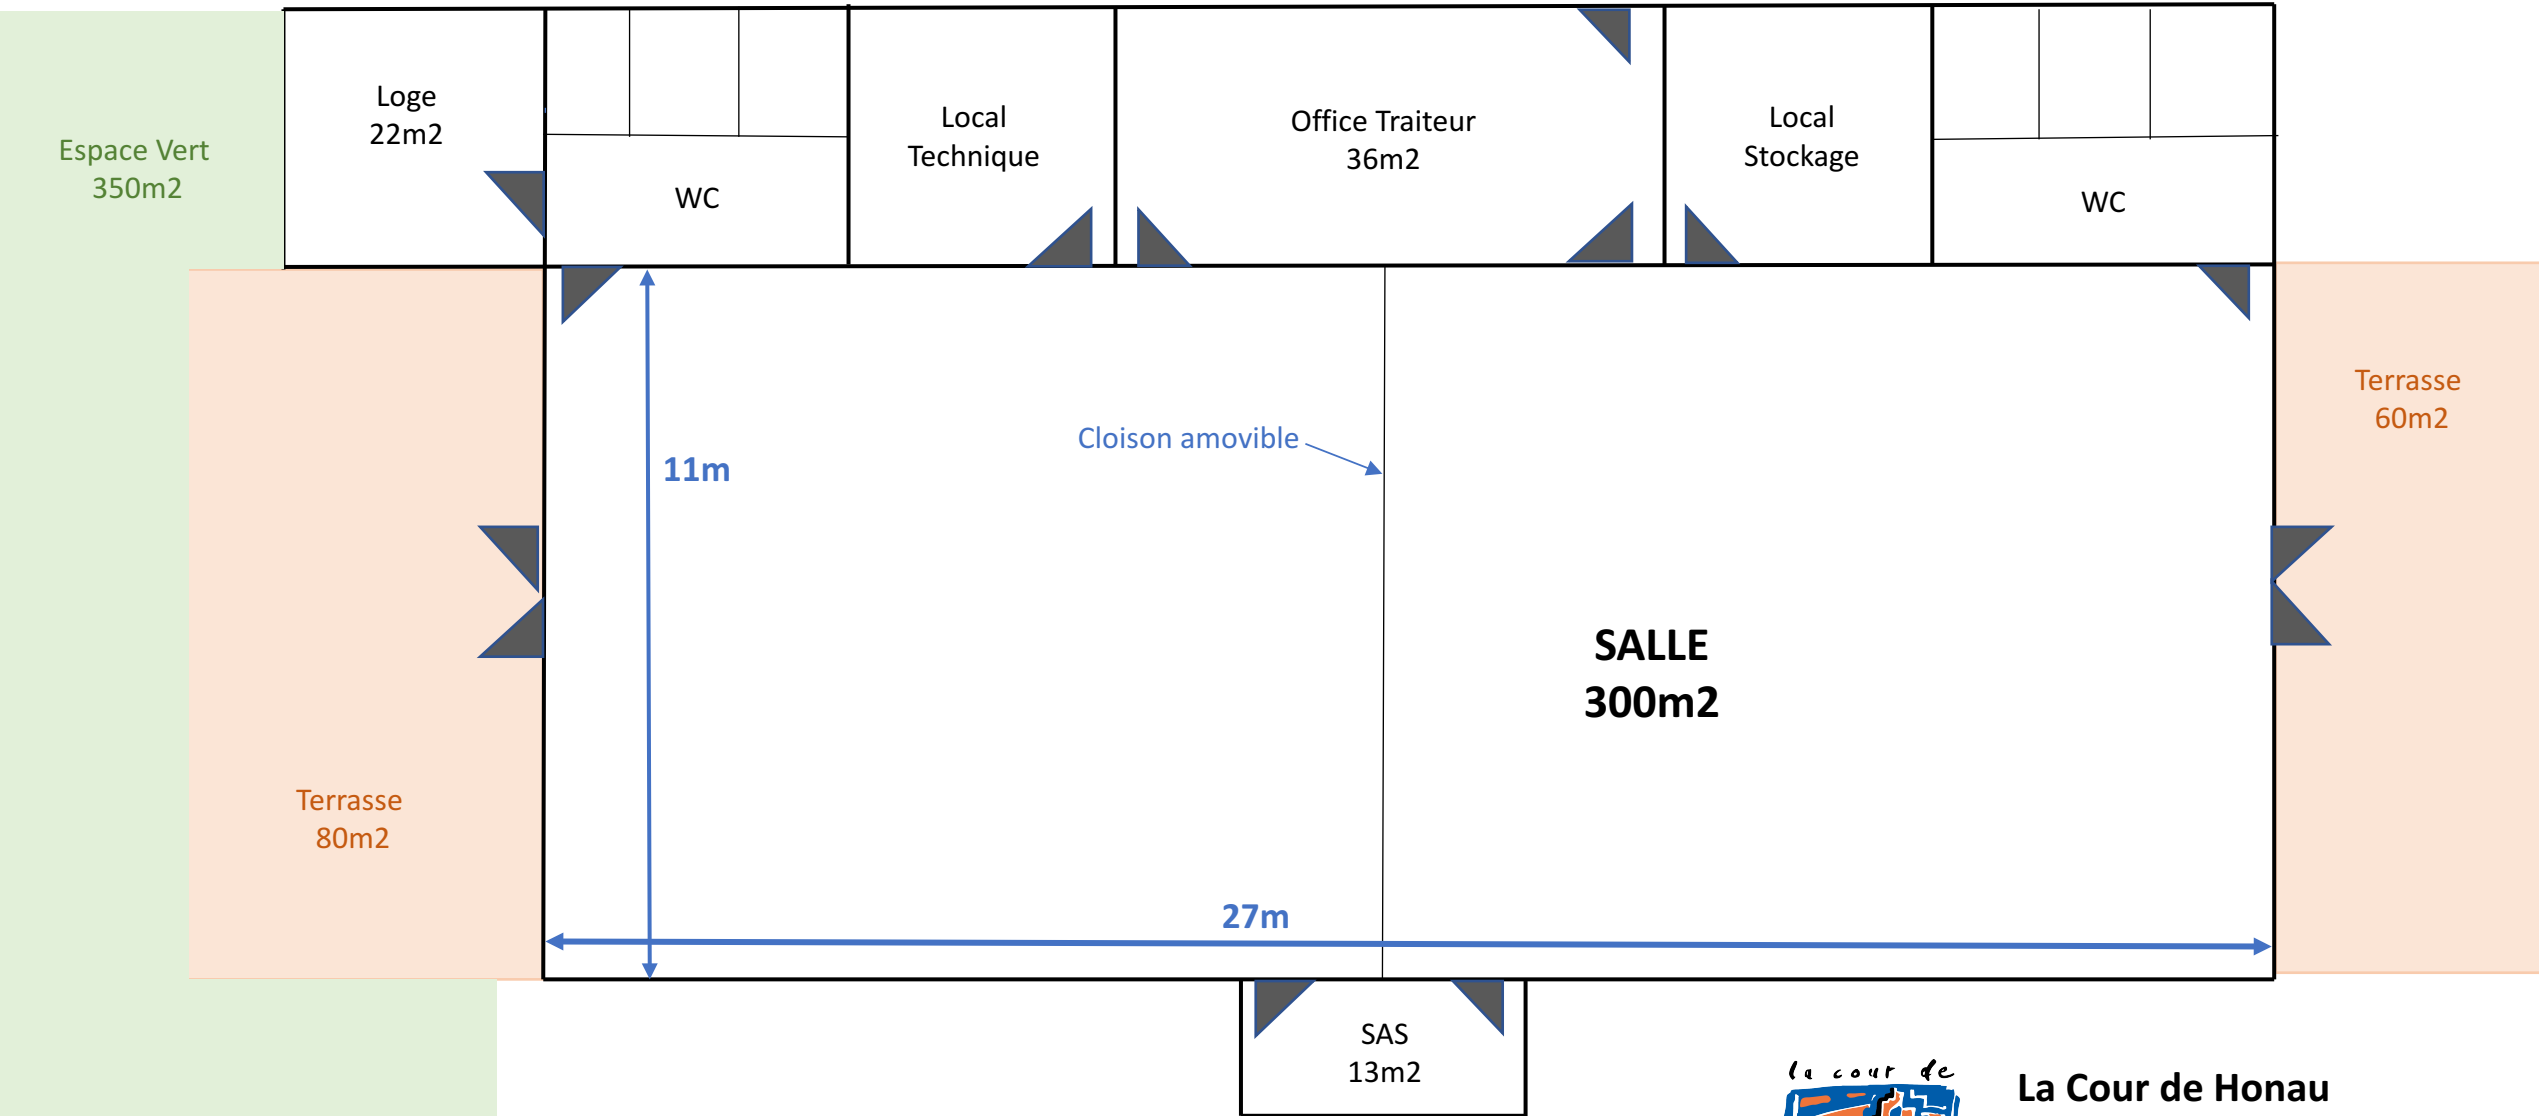 Loge
22m2
Espace Vert
350m2
WC
Local
Technique
Office Traiteur
36m2
Local
Stockage
WC
Terrasse
60m2
Cloison amovible
11m
SALLE
300m2
Terrasse
80m2
27m
SAS
13m2
la cour de
La Cour de Honau